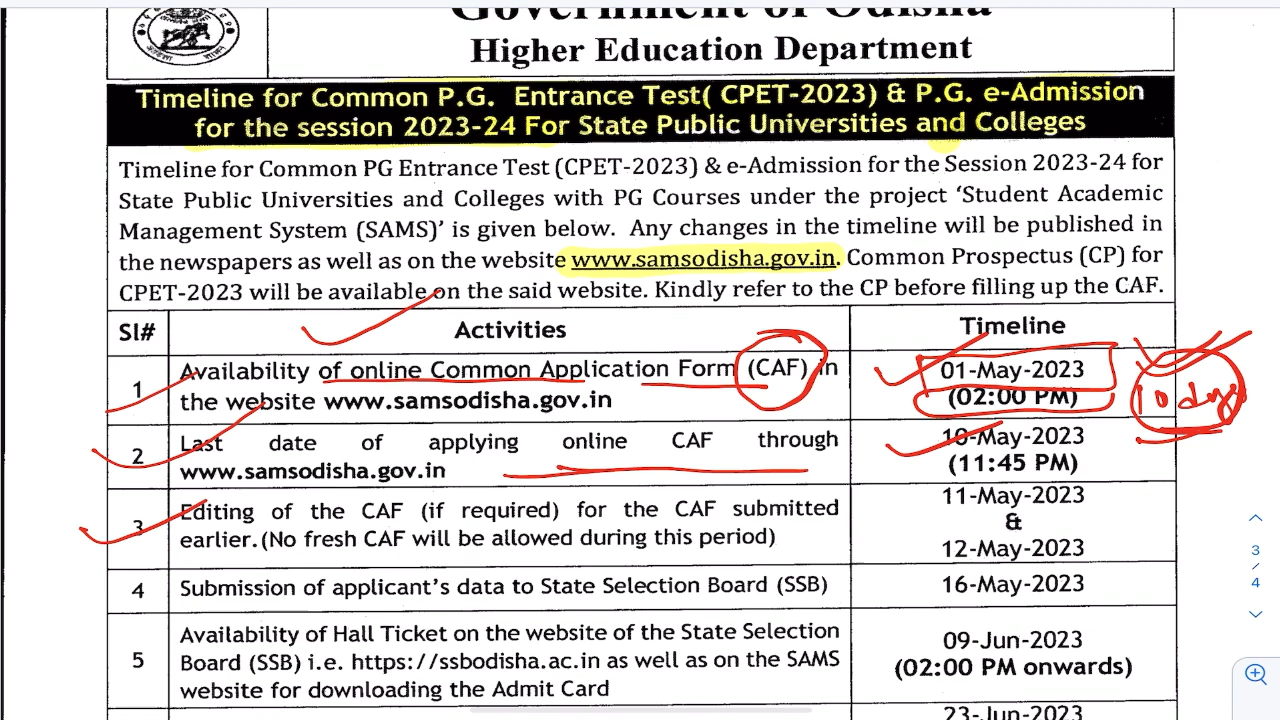 Government of Odisha
Higher Education Department
Timeline for Common P.G. Entrance Test( CPET-2023) & P.G. e-Admission
for the session 2023-24 For State Public Universities and Colleges
Timeline for Common PG Entrance Test (CPET-2023) & e-Admission for the Session 2023-24 for
State Public Universities and Colleges with PG Courses under the project ‘Student Academic
Management System (SAMS)’ is given below. Any changes in the timeline will be published in
the newspapers as well as on the website www.samsodisha.gov.in. Common Prospectus (CP) for
CPET-2023 will be available on the said website. Kindly refer to the CP before filling up the CAF.
Sl# Activities Timeline
1 Availability of online Common Application Form (CAF) in
the website www.samsodisha.gov.in
01-May-2023
(02:00 PM)
10 days
2 Last date of applying online CAF through
www.samsodisha.gov.in
10-May-2023
(11:45 PM)
3 Editing of the CAF (if required) for the CAF submitted
earlier.(No fresh CAF will be allowed during this period)
11-May-2023
&
12-May-2023
4 Submission of applicant’s data to State Selection Board (SSB) 16-May-2023
5 Availability of Hall Ticket on the website of the State Selection
Board (SSB) i.e. https://ssbodisha.ac.in as well as on the SAMS
website for downloading the Admit Card
09-Jun-2023
(02:00 PM onwards)
23-Jun-2023
3
/
4